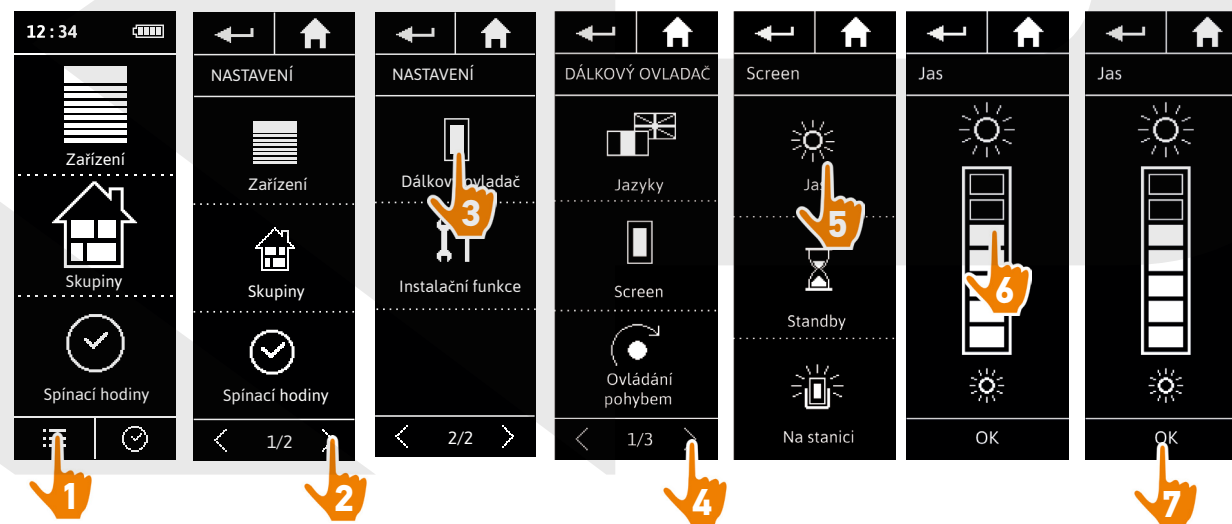 12:34
Zařízení
Skupiny
Spínací hodiny
1
NASTAVENÍ
Zařízení
Skupiny
Spínací hodiny
1/2
2
NASTAVENÍ
Dálkový ovladač
3
Instalační funkce
2/2
DÁLKOVÝ OVLADAČ
Jazyky
Screen
Ovládání
pohybem
1/3
4
Screen
Jas
5
Standby
Na stanici
Jas
6
OK
Jas
OK
7